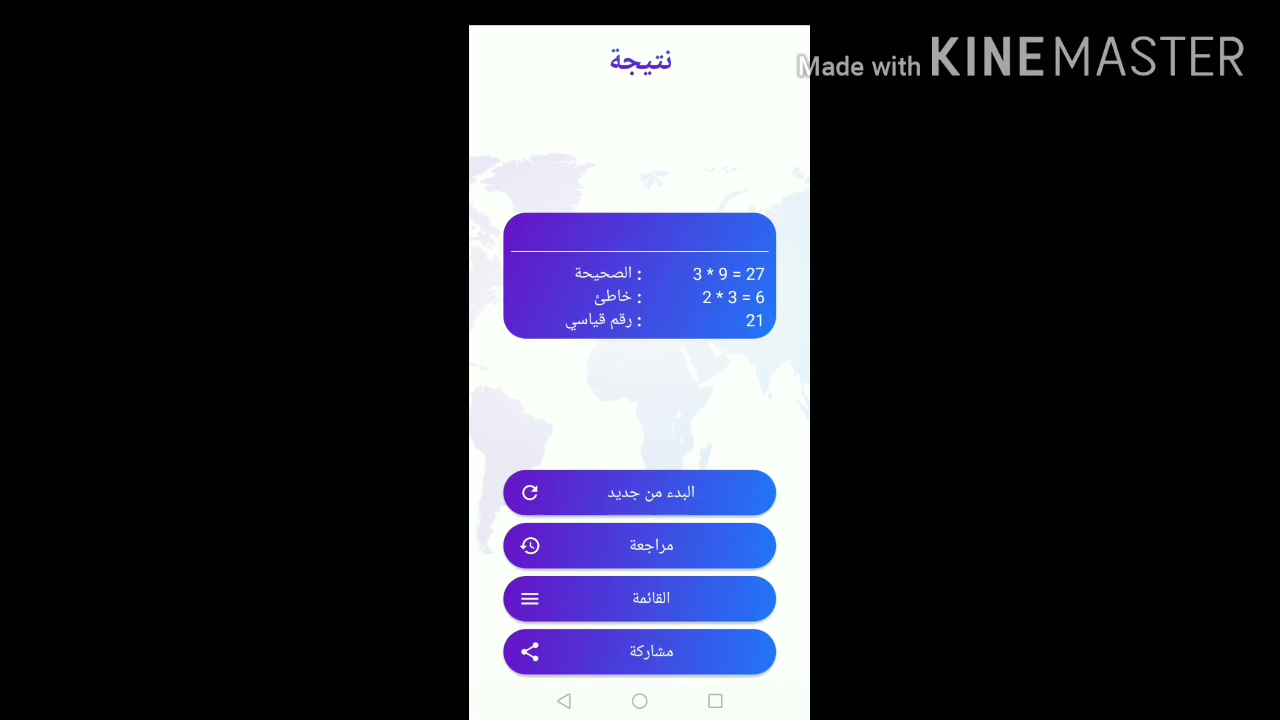 Made with KINEMASTER
نتيجة
الصحيحة : 3 * 9 = 27
خاطئ : 2 * 3 = 6
رقم قياسي : 21
البدء من جديد
مراجعة
القائمة
مشاركة